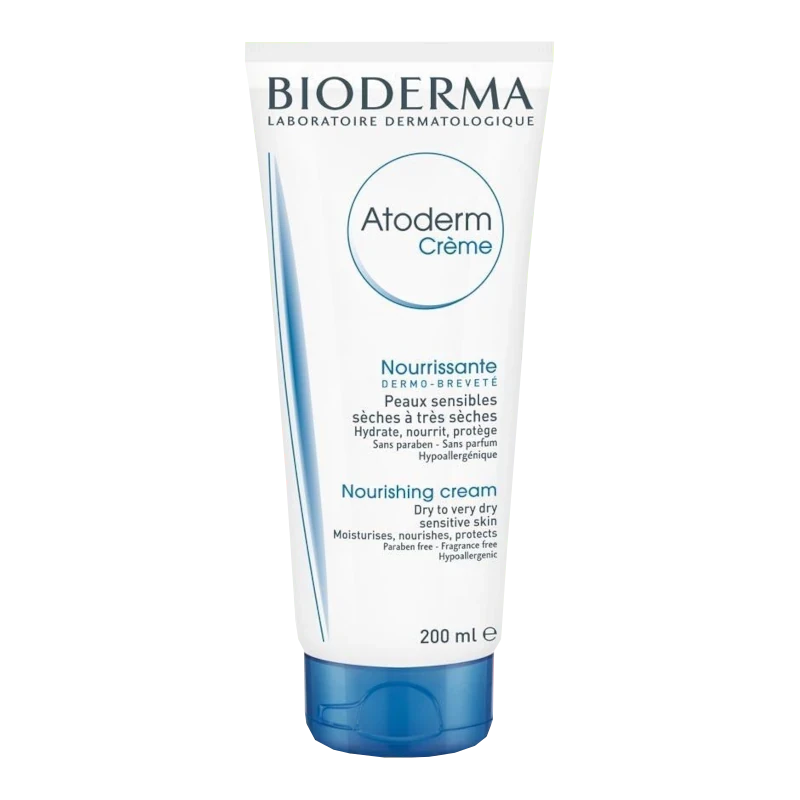 BIODERMA
LABORATOIRE DERMATOLOGIQUE
Atoderm
Crème
Nourrissante
DERMO-BREVETÉ
Peaux sensibles
sèches à très sèches
Hydrate, nourrit, protège
Sans paraben - Sans parfum
Hypoallergénique
Nourishing cream
Dry to very dry
sensitive skin
Moisturises, nourishes, protects
Paraben free - Fragrance free
Hypoallergenic
200 ml ℮